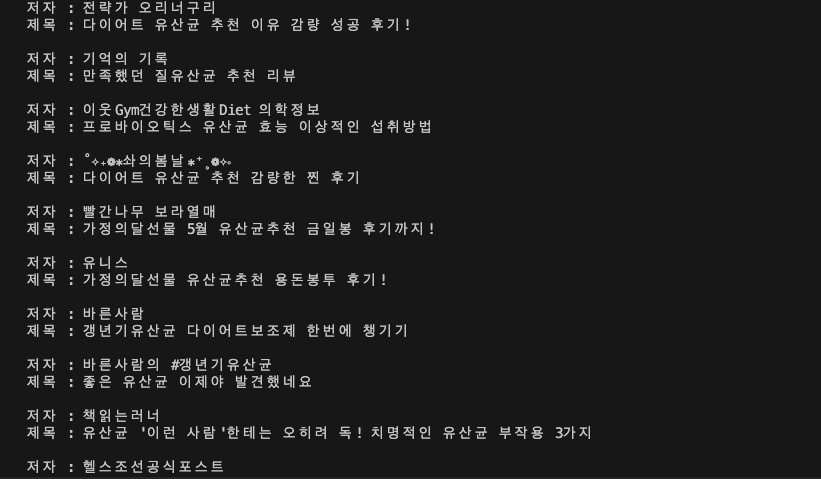 저자 : 전략가 오리너구리
제목 : 다이어트 유산균 추천 이유 감량 성공 후기!
저자 : 기억의 기록
제목 : 만족했던 질유산균 추천 리뷰
저자 : 이웃Gym건강한생활Diet 의학정보
제목 : 프로바이오틱스 유산균 효능 이상적인 섭취방법
저자 : ˚✧₊❁✱솨의봄날✱⁺˳❁✧༚
제목 : 다이어트 유산균 추천 감량한 찐 후기
저자 : 빨간나무 보라열매
제목 : 가정의달선물 5월 유산균추천 금일봉 후기까지!
저자 : 유니스
제목 : 가정의달선물 유산균추천 용돈봉투 후기!
저자 : 바른사람
제목 : 갱년기유산균 다이어트보조제 한번에 챙기기
저자 : 바른사람의 #갱년기유산균
제목 : 좋은 유산균 이제야 발견했네요
저자 : 책읽는러너
제목 : 유산균 '이런 사람'한테는 오히려 독! 치명적인 유산균 부작용 3가지
저자 : 헬스조선공식포스트